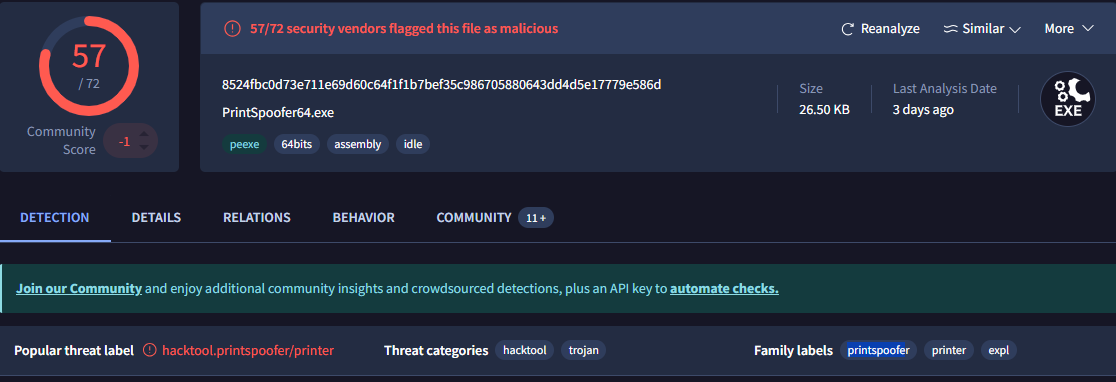 57
/ 72
Community
Score
-1
57/72 security vendors flagged this file as malicious
Reanalyze
Similar
More
8524fbc0d73e711e69d60c64f1f1b7bef35c986705880643dd4d5e17779e586d
PrintSpoofer64.exe
peexe
64bits
assembly
idle
Size
26.50 KB
Last Analysis Date
3 days ago
EXE
DETECTION
DETAILS
RELATIONS
BEHAVIOR
COMMUNITY 11+
Join our Community and enjoy additional community insights and crowdsourced detections, plus an API key to automate checks.
Popular threat label hacktool.printspoofer/printer
Threat categories hacktool trojan
Family labels printspoofer printer expl